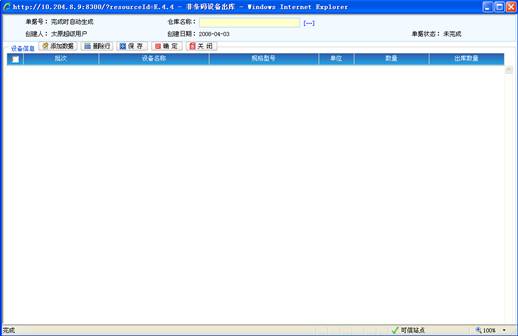 http://10.204.8.9:8300/?resourceId=E.4.4 - 非条码设备出库 - Windows Internet Explorer
单据号： 完成时自动生成 仓库名称： [...]
创建人： 太原超级用户 创建日期： 2008-04-03 单据状态： 未完成
设备信息 添加数据 删除行 保 存 确 定 关 闭
批次 设备名称 规格型号 单位 数量 出库数量
完成 可信站点 100%